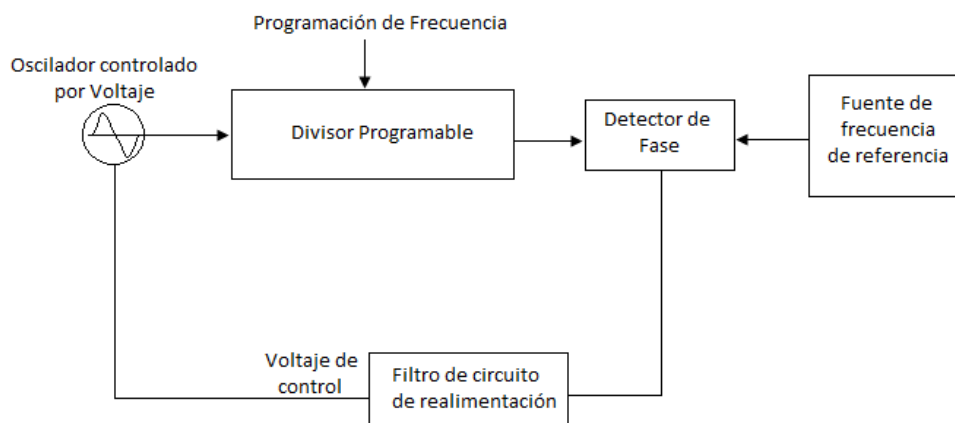 Programación de Frecuencia
Oscilador controlado
por Voltaje
Divisor Programable
Detector de
Fase
Fuente de
frecuencia
de referencia
Voltaje de
control
Filtro de circuito
de realimentación